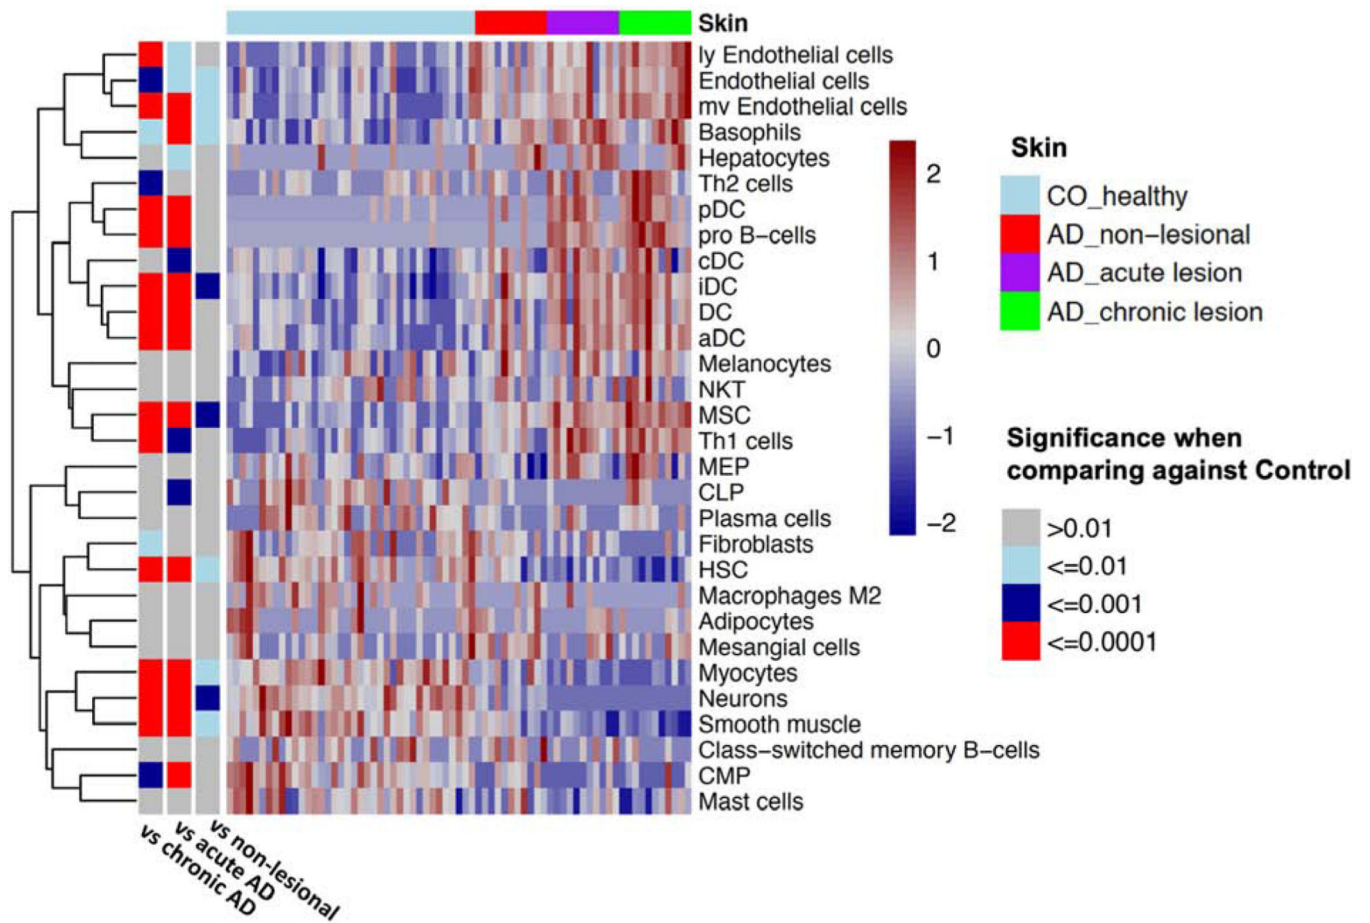 Skin
ly Endothelial cells
Endothelial cells
mv Endothelial cells
Basophils
Hepatocytes
Th2 cells
pDC
pro B−cells
cDC
iDC
DC
aDC
Melanocytes
NKT
MSC
Th1 cells
MEP
CLP
Plasma cells
Fibroblasts
HSC
Macrophages M2
Adipocytes
Mesangial cells
Myocytes
Neurons
Smooth muscle
Class−switched memory B−cells
CMP
Mast cells
vs chronic AD
vs acute AD
vs non-lesional
2
1
0
−1
−2
Skin
CO_healthy
AD_non−lesional
AD_acute lesion
AD_chronic lesion
Significance when
comparing against Control
>0.01
<=0.01
<=0.001
<=0.0001